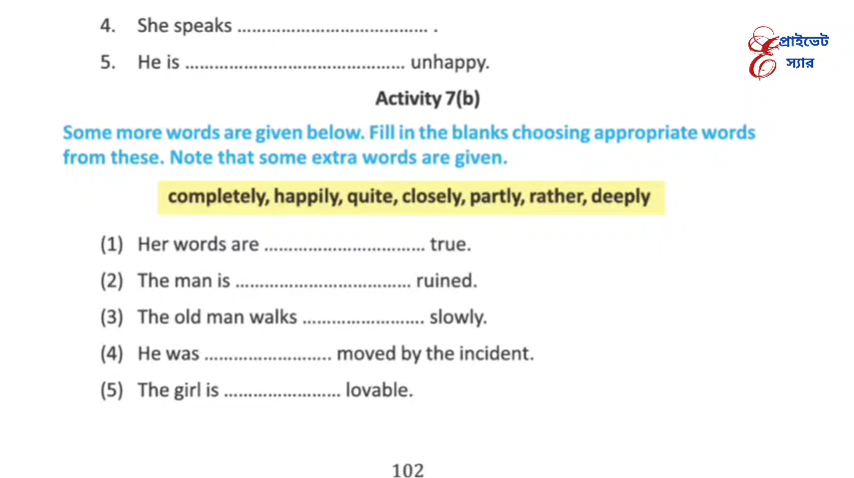 4. She speaks ....................................... .
5. He is ............................................ unhappy.
প্রাইভেট
স্যার
Activity 7(b)
Some more words are given below. Fill in the blanks choosing appropriate words
from these. Note that some extra words are given.
completely, happily, quite, closely, partly, rather, deeply
(1) Her words are ................................. true.
(2) The man is .................................... ruined.
(3) The old man walks ......................... slowly.
(4) He was .......................... moved by the incident.
(5) The girl is ........................ lovable.
102